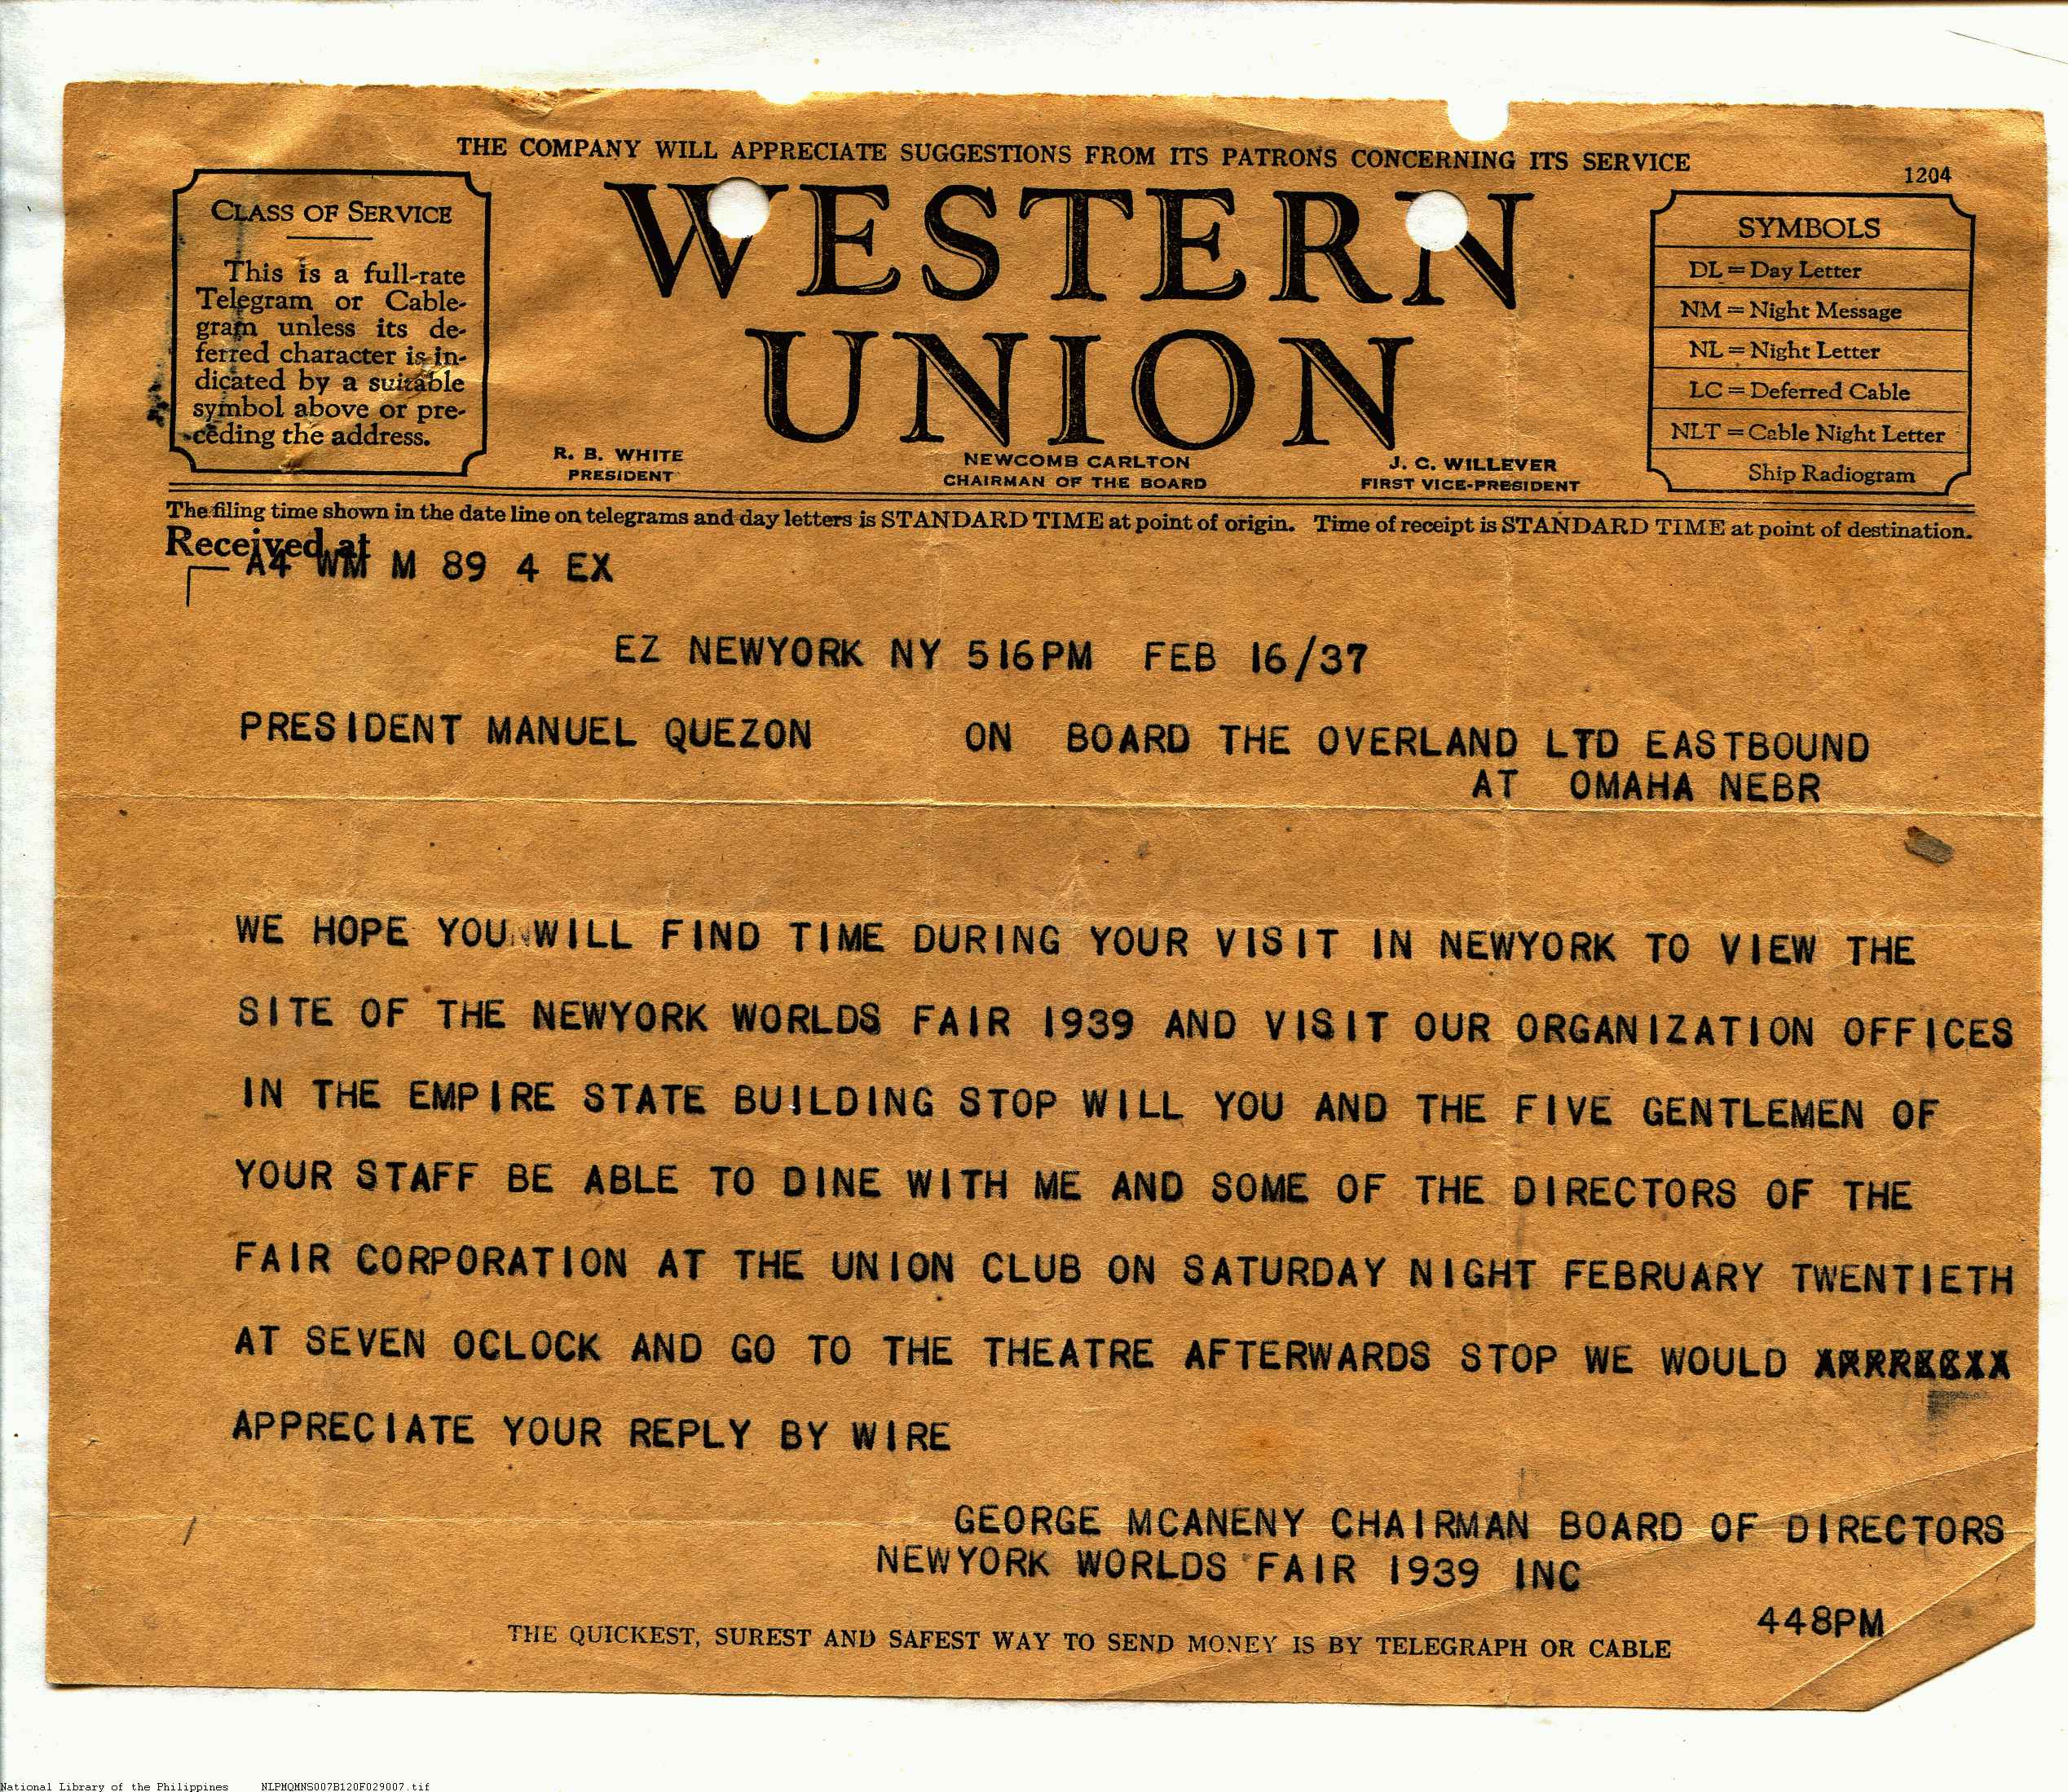 THE COMPANY WILL APPRECIATE SUGGESTIONS FROM ITS PATRONS CONCERNING ITS SERVICE
1204
CLASS OF SERVICE
This is a full-rate
Telegram or Cable-
gram unless its de-
ferred character is in-
dicated by a suitable
symbol above or pre-
ceding the address.
WESTERN
UNION
R. B. WHITE
PRESIDENT
NEWCOMB CARLTON
CHAIRMAN OF THE BOARD
J. C. WILLEVER
FIRST VICE-PRESIDENT
SYMBOLS
DL = Day Letter
NM = Night Message
NL = Night Letter
LC = Deferred Cable
NLT = Cable Night Letter
Ship Radiogram
The filing time shown in the date line on telegrams and day letters is STANDARD TIME at point of origin. Time of receipt is STANDARD TIME at point of destination.
Received at
A4 WM M 89 4 EX
EZ NEWYORK NY 516PM FEB 16/37
PRESIDENT MANUEL QUEZON ON BOARD THE OVERLAND LTD EASTBOUND
AT OMAHA NEBR
WE HOPE YOU WILL FIND TIME DURING YOUR VISIT IN NEWYORK TO VIEW THE
SITE OF THE NEWYORK WORLDS FAIR 1939 AND VISIT OUR ORGANIZATION OFFICES
IN THE EMPIRE STATE BUILDING STOP WILL YOU AND THE FIVE GENTLEMEN OF
YOUR STAFF BE ABLE TO DINE WITH ME AND SOME OF THE DIRECTORS OF THE
FAIR CORPORATION AT THE UNION CLUB ON SATURDAY NIGHT FEBRUARY TWENTIETH
AT SEVEN OCLOCK AND GO TO THE THEATRE AFTERWARDS STOP WE WOULD
APPRECIATE YOUR REPLY BY WIRE
GEORGE MCANENY CHAIRMAN BOARD OF DIRECTORS
NEWYORK WORLDS FAIR 1939 INC
448PM
THE QUICKEST, SUREST AND SAFEST WAY TO SEND MONEY IS BY TELEGRAPH OR CABLE
National Library of the Philippines NLPMQMNS007B120F029007.tif